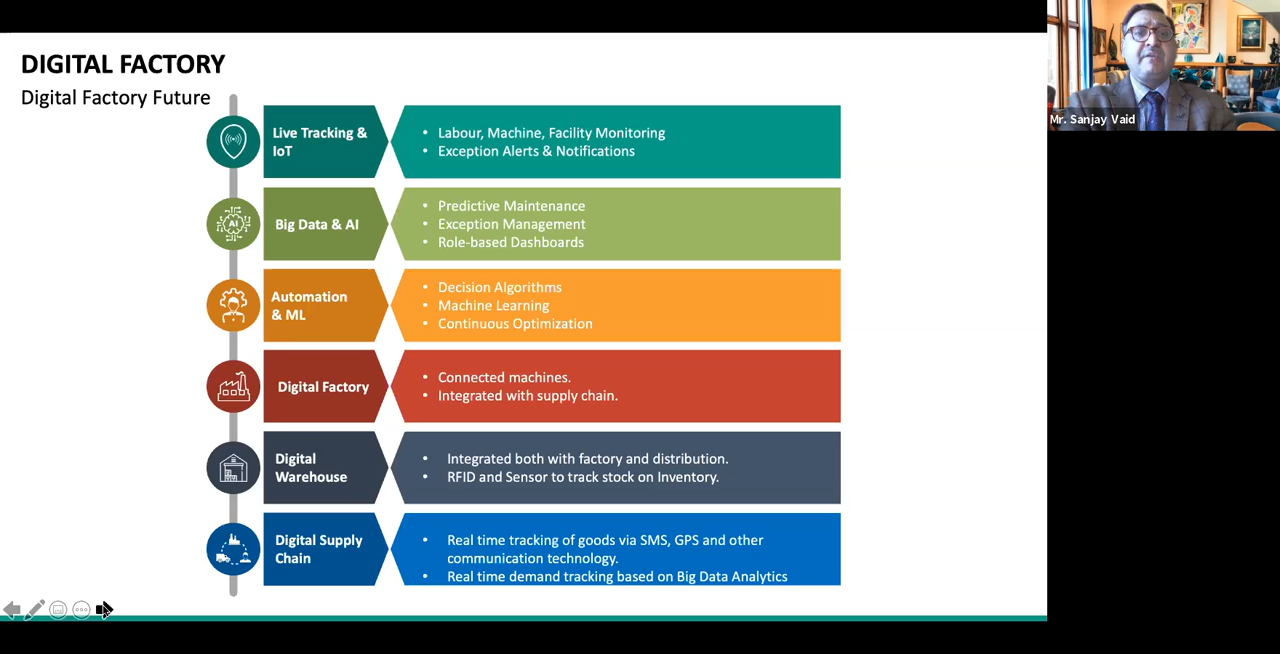 DIGITAL FACTORY
Digital Factory Future
Live Tracking &
IoT
• Labour, Machine, Facility Monitoring
• Exception Alerts & Notifications
AI
Big Data & AI
• Predictive Maintenance
• Exception Management
• Role-based Dashboards
Automation
& ML
• Decision Algorithms
• Machine Learning
• Continuous Optimization
Digital Factory
• Connected machines.
• Integrated with supply chain.
Digital
Warehouse
• Integrated both with factory and distribution.
• RFID and Sensor to track stock on Inventory.
Digital Supply
Chain
• Real time tracking of goods via SMS, GPS and other
communication technology.
• Real time demand tracking based on Big Data Analytics
Mr. Sanjay Vaid